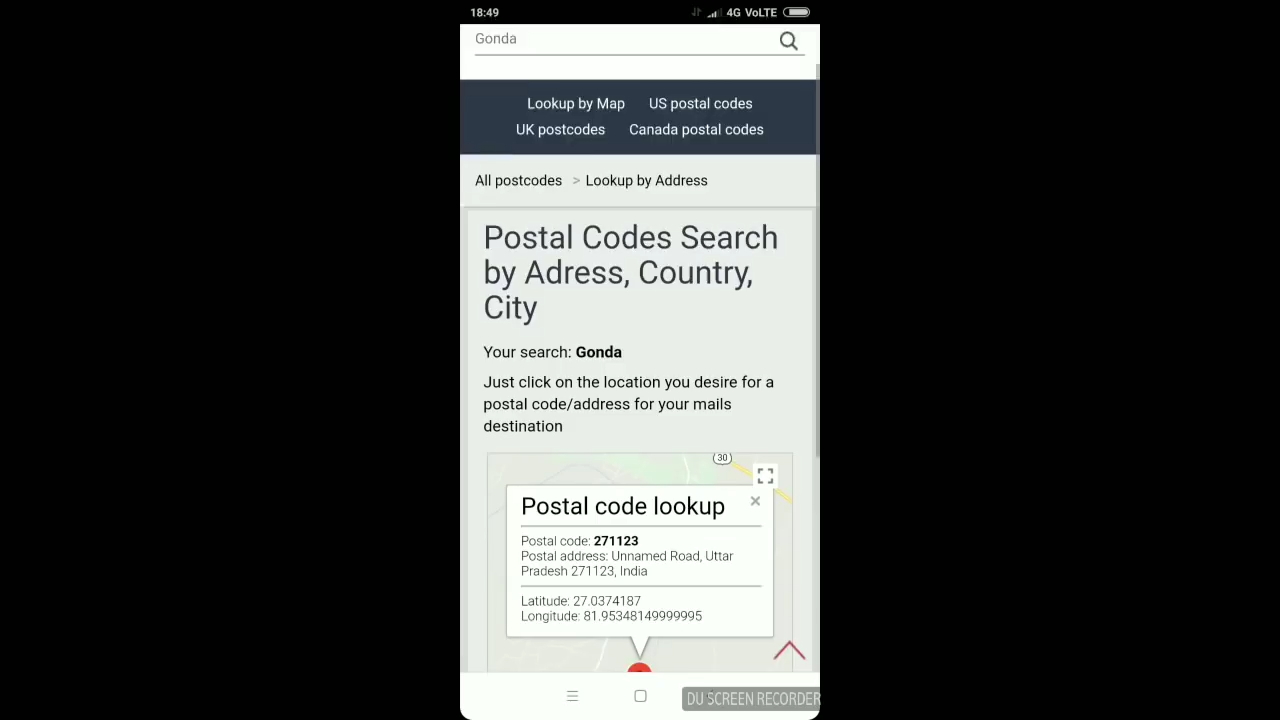 18:49
4G VoLTE
Gonda
Lookup by Map US postal codes
UK postcodes Canada postal codes
All postcodes > Lookup by Address
Postal Codes Search
by Adress, Country,
City
Your search: Gonda
Just click on the location you desire for a
postal code/address for your mails
destination
30
Postal code lookup
×
Postal code: 271123
Postal address: Unnamed Road, Uttar
Pradesh 271123, India
Latitude: 27.0374187
Longitude: 81.95348149999995
DU SCREEN RECORDER